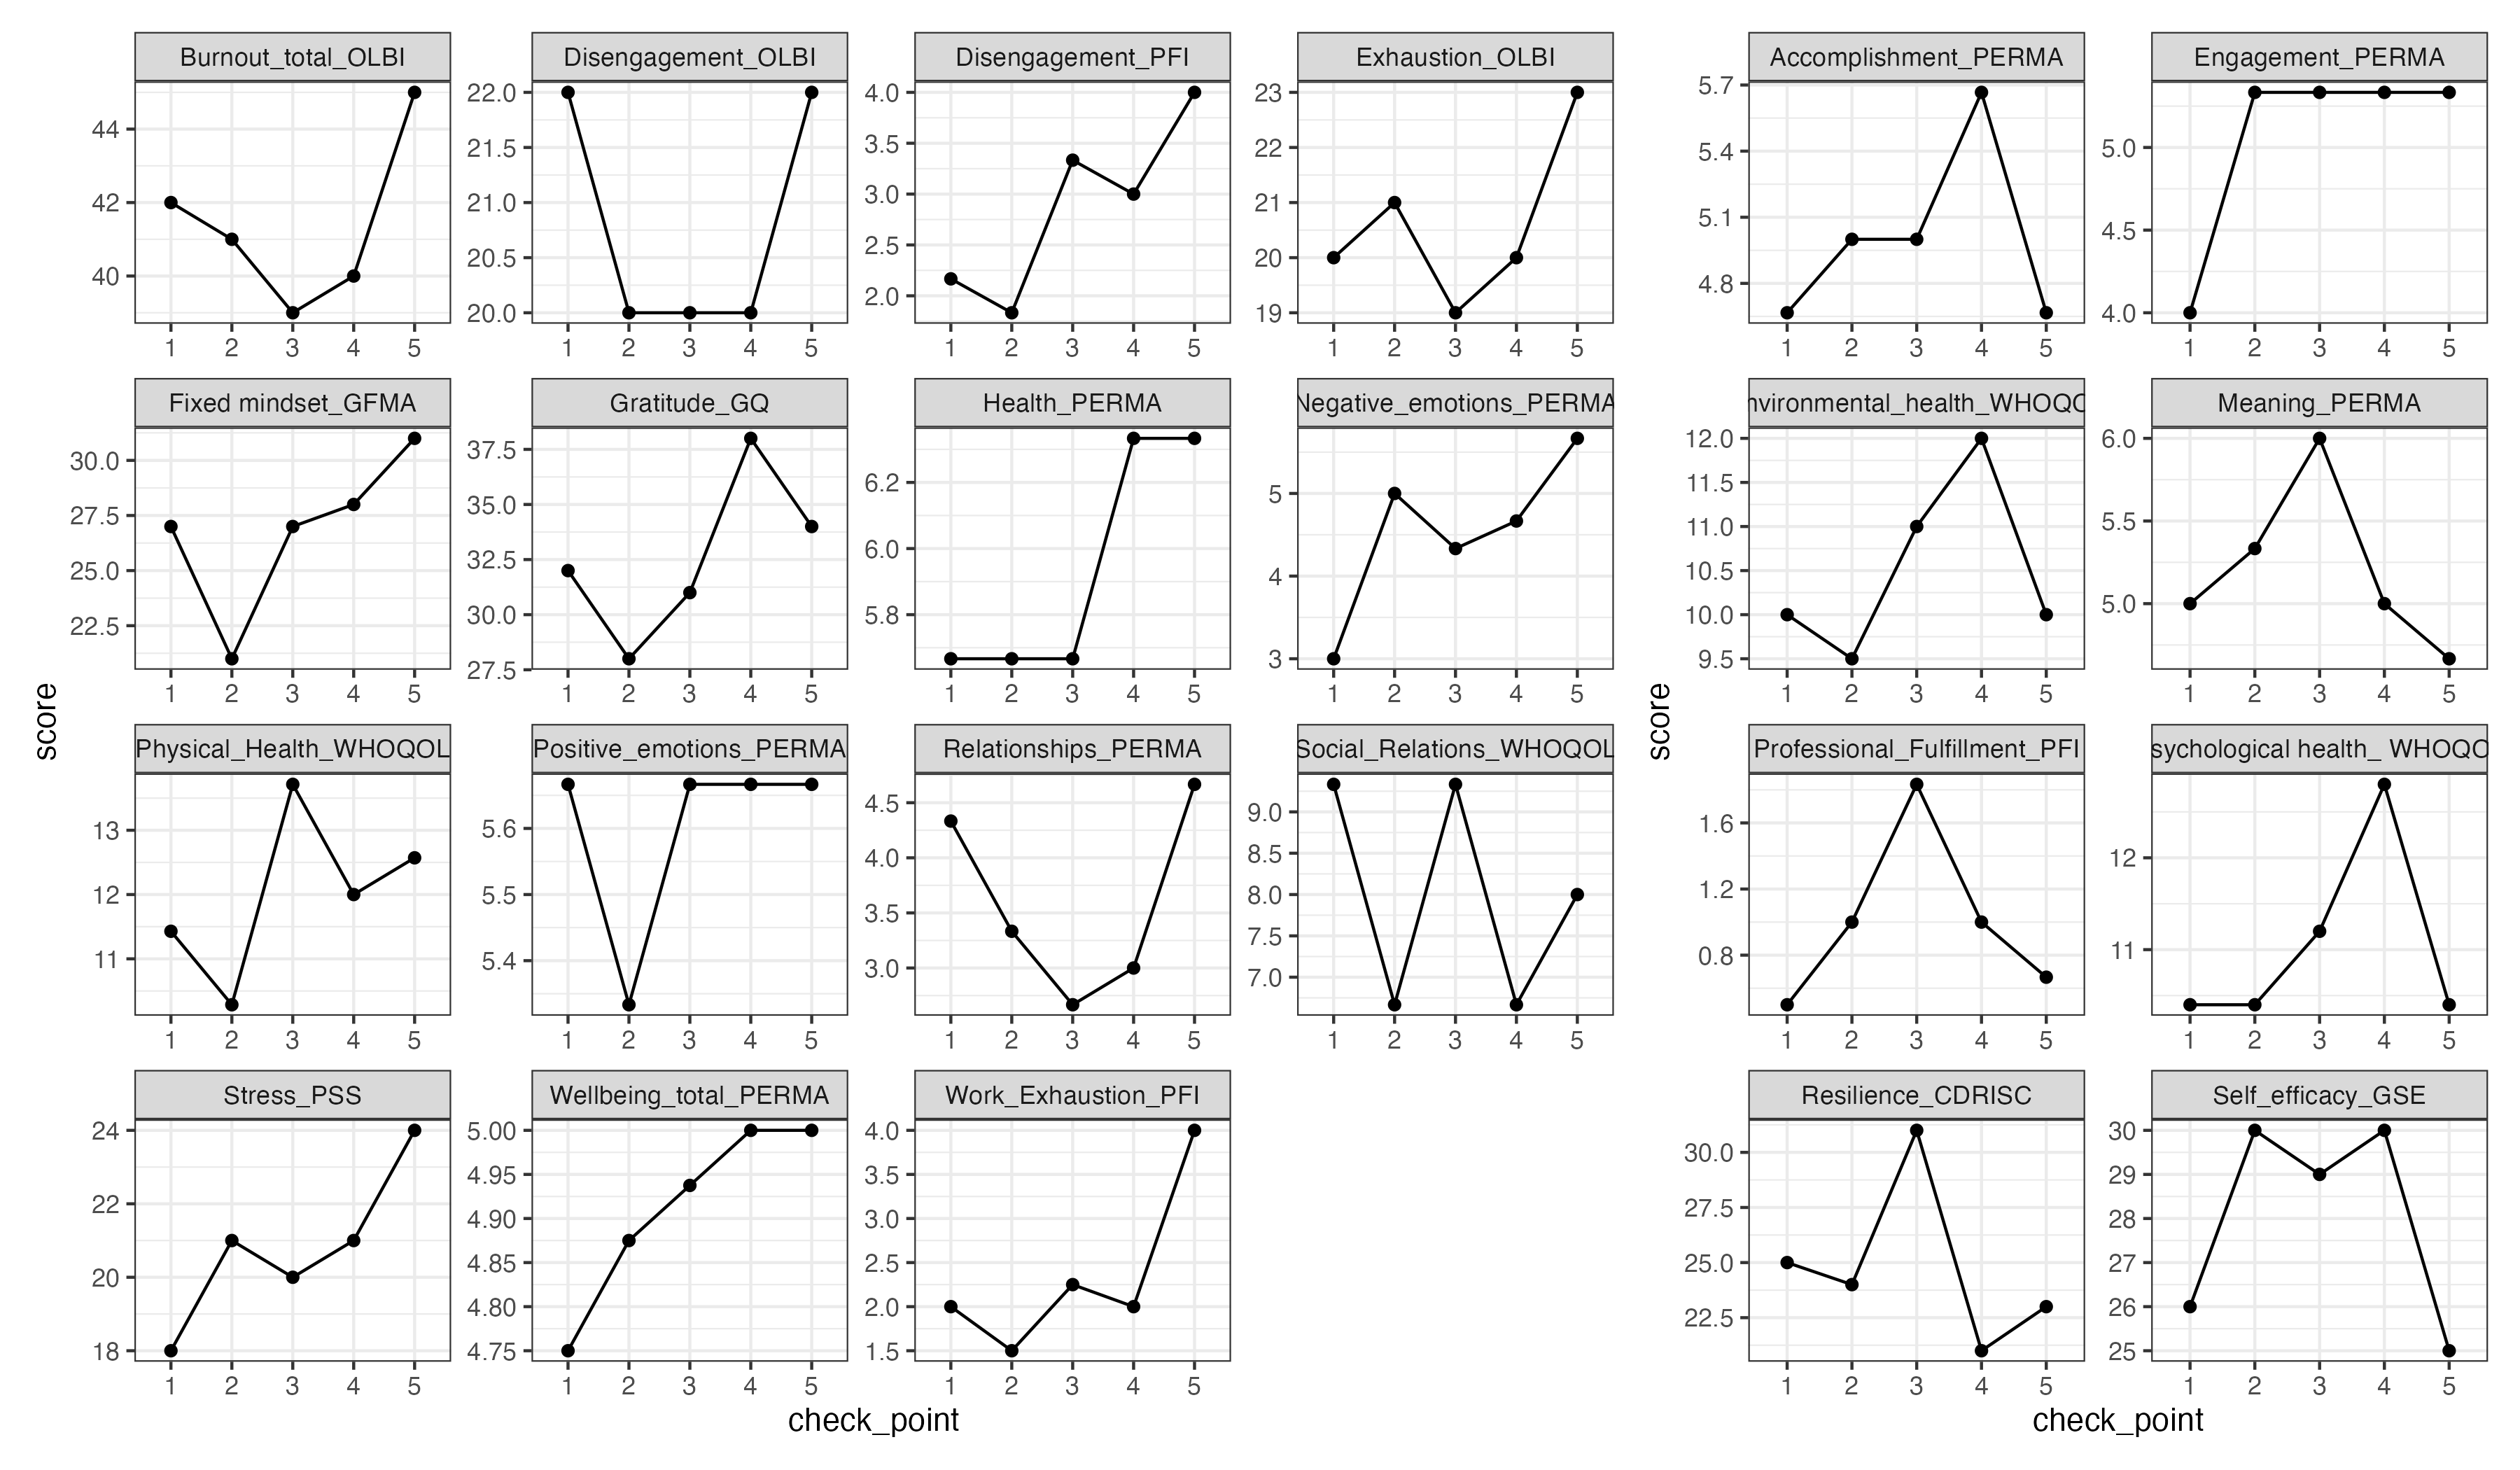 Burnout_total_OLBI
44
42
40
1 2 3 4 5
Disengagement_OLBI
22.0
21.5
21.0
20.5
20.0
1 2 3 4 5
Disengagement_PFI
4.0
3.5
3.0
2.5
2.0
1 2 3 4 5
Exhaustion_OLBI
23
22
21
20
19
1 2 3 4 5
Fixed mindset_GFMA
30.0
27.5
25.0
22.5
1 2 3 4 5
Gratitude_GQ
37.5
35.0
32.5
30.0
27.5
1 2 3 4 5
Health_PERMA
6.2
6.0
5.8
1 2 3 4 5
Negative_emotions_PERMA
5
4
3
1 2 3 4 5
Physical_Health_WHOQOL
13
12
11
1 2 3 4 5
Positive_emotions_PERMA
5.6
5.5
5.4
1 2 3 4 5
Relationships_PERMA
4.5
4.0
3.5
3.0
1 2 3 4 5
Social_Relations_WHOQOL
9.0
8.5
8.0
7.5
7.0
1 2 3 4 5
Stress_PSS
24
22
20
18
1 2 3 4 5
Wellbeing_total_PERMA
5.00
4.95
4.90
4.85
4.80
4.75
1 2 3 4 5
Work_Exhaustion_PFI
4.0
3.5
3.0
2.5
2.0
1.5
1 2 3 4 5
score
check_point
Accomplishment_PERMA
5.7
5.4
5.1
4.8
1 2 3 4 5
Engagement_PERMA
5.0
4.5
4.0
1 2 3 4 5
nvironmental_health_WHOQO
12.0
11.5
11.0
10.5
10.0
9.5
1 2 3 4 5
Meaning_PERMA
6.0
5.5
5.0
1 2 3 4 5
Professional_Fulfillment_PFI
1.6
1.2
0.8
1 2 3 4 5
sychological health_ WHOQO
12
11
1 2 3 4 5
Resilience_CDRISC
30.0
27.5
25.0
22.5
1 2 3 4 5
Self_efficacy_GSE
30
29
28
27
26
25
1 2 3 4 5
score
check_point